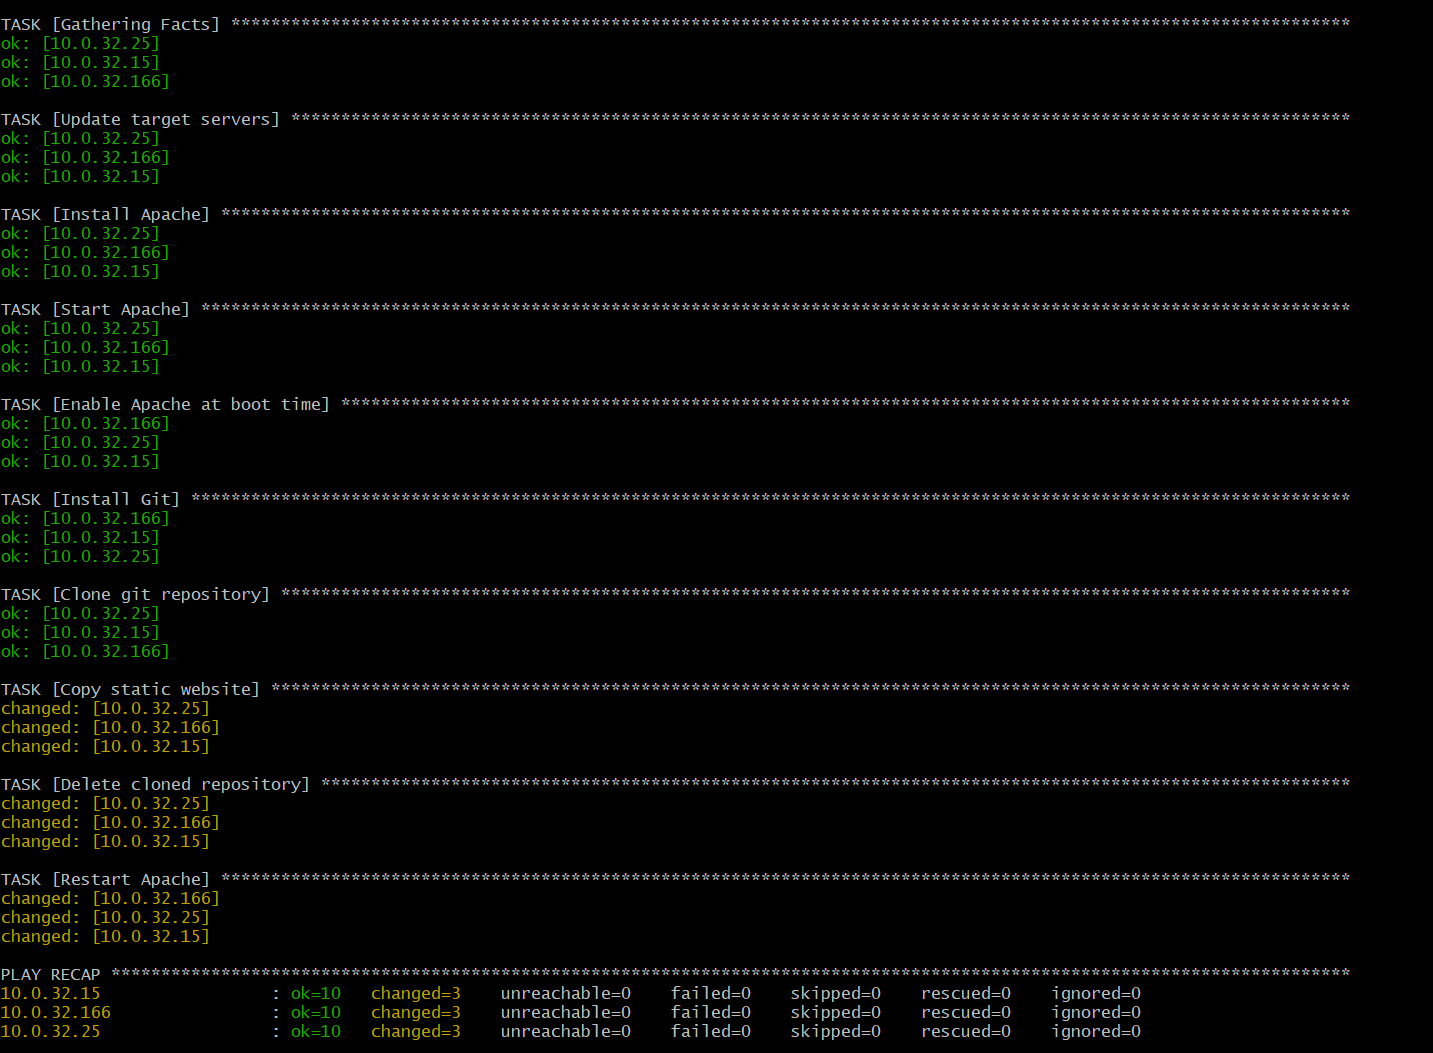 TASK [Gathering Facts] ****************************************************************************************************************
ok: [10.0.32.25]
ok: [10.0.32.15]
ok: [10.0.32.166]
TASK [Update target servers] **********************************************************************************************************
ok: [10.0.32.25]
ok: [10.0.32.166]
ok: [10.0.32.15]
TASK [Install Apache] *****************************************************************************************************************
ok: [10.0.32.25]
ok: [10.0.32.166]
ok: [10.0.32.15]
TASK [Start Apache] *******************************************************************************************************************
ok: [10.0.32.25]
ok: [10.0.32.166]
ok: [10.0.32.15]
TASK [Enable Apache at boot time] *****************************************************************************************************
ok: [10.0.32.166]
ok: [10.0.32.25]
ok: [10.0.32.15]
TASK [Install Git] ********************************************************************************************************************
ok: [10.0.32.166]
ok: [10.0.32.15]
ok: [10.0.32.25]
TASK [Clone git repository] ***********************************************************************************************************
ok: [10.0.32.25]
ok: [10.0.32.15]
ok: [10.0.32.166]
TASK [Copy static website] ************************************************************************************************************
changed: [10.0.32.25]
changed: [10.0.32.166]
changed: [10.0.32.15]
TASK [Delete cloned repository] *******************************************************************************************************
changed: [10.0.32.25]
changed: [10.0.32.166]
changed: [10.0.32.15]
TASK [Restart Apache] *****************************************************************************************************************
changed: [10.0.32.166]
changed: [10.0.32.25]
changed: [10.0.32.15]
PLAY RECAP ****************************************************************************************************************************
10.0.32.15                 : ok=10   changed=3    unreachable=0    failed=0    skipped=0    rescued=0    ignored=0
10.0.32.166                : ok=10   changed=3    unreachable=0    failed=0    skipped=0    rescued=0    ignored=0
10.0.32.25                 : ok=10   changed=3    unreachable=0    failed=0    skipped=0    rescued=0    ignored=0